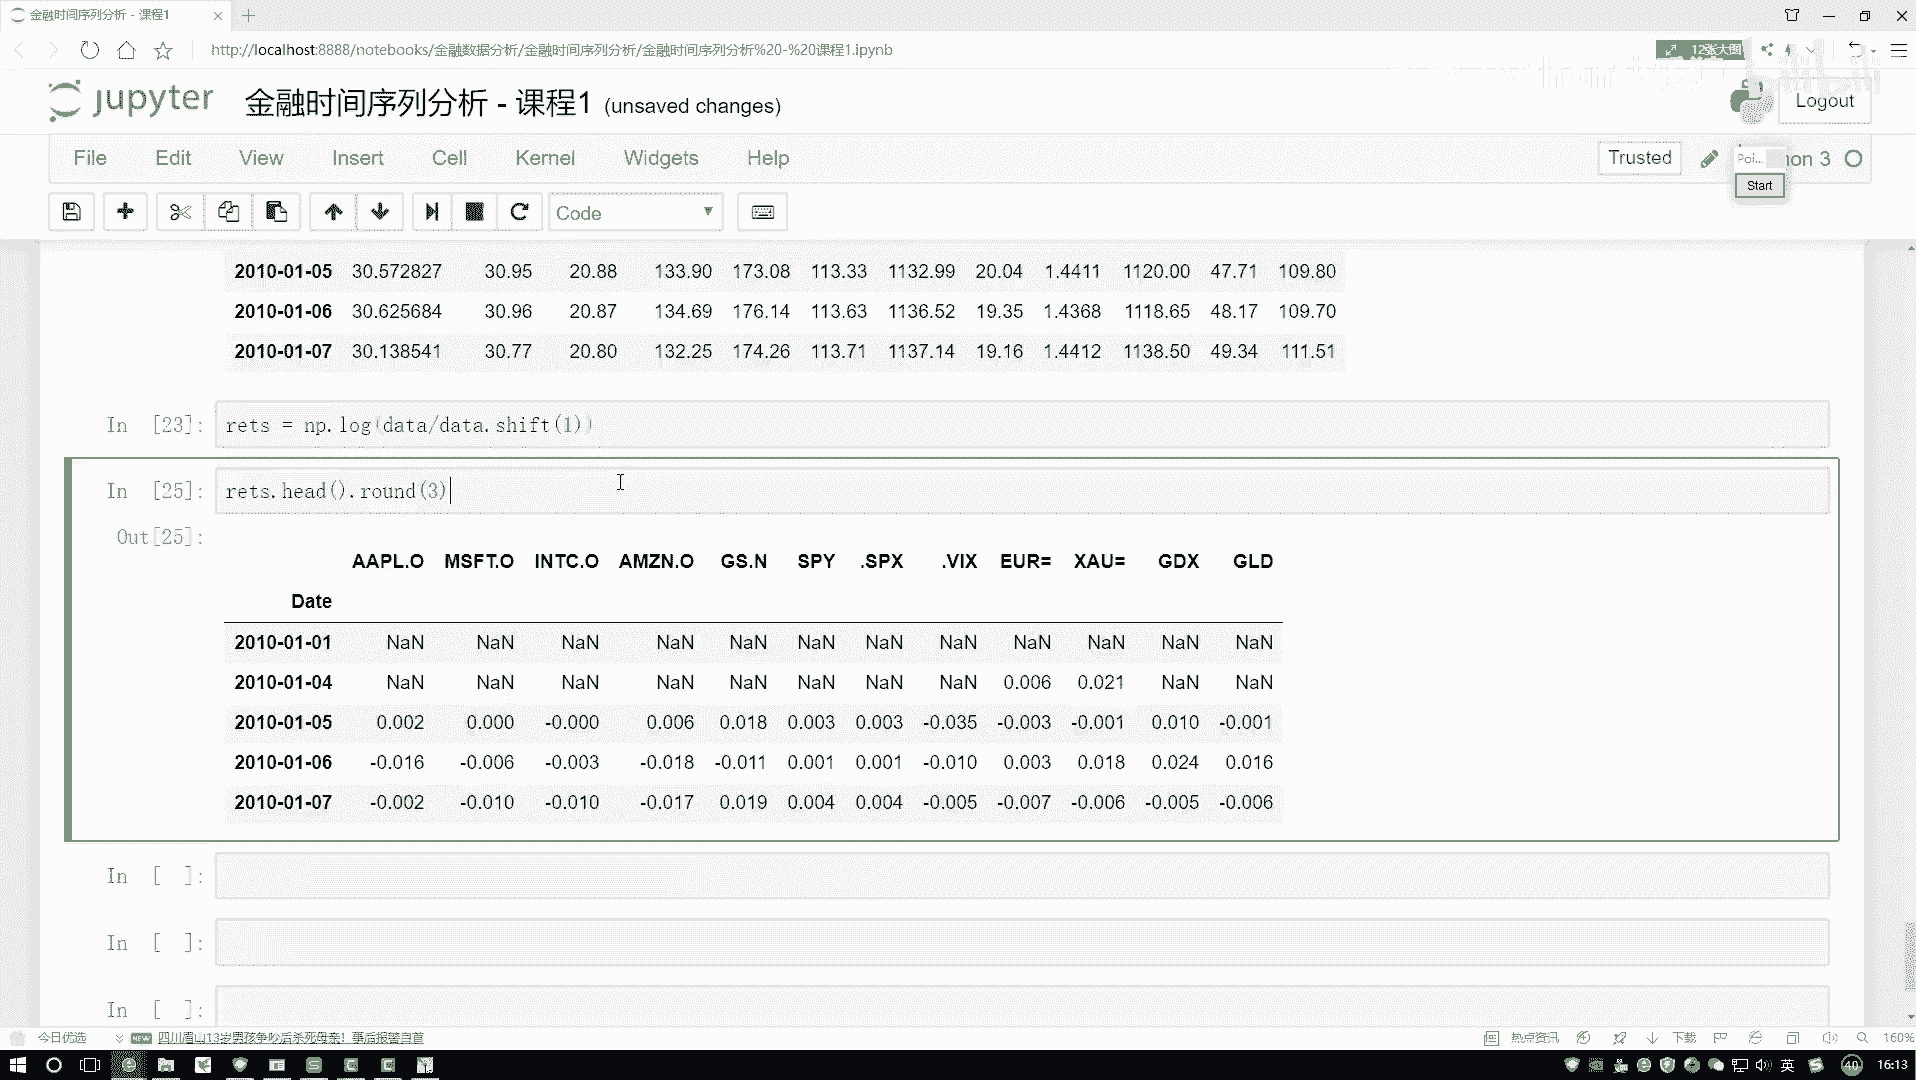 金融时间序列分析 - 课程1
http://localhost:8888/notebooks/金融数据分析/金融时间序列分析/金融时间序列分析%20-%20课程1.ipynb
12张大图
jupyter 金融时间序列分析 - 课程1 (unsaved changes)
Logout
File Edit View Insert Cell Kernel Widgets Help
Trusted
Poi...
Start
3
Code
2010-01-05 30.572827 30.95 20.88 133.90 173.08 113.33 1132.99 20.04 1.4411 1120.00 47.71 109.80
2010-01-06 30.625684 30.96 20.87 134.69 176.14 113.63 1136.52 19.35 1.4368 1118.65 48.17 109.70
2010-01-07 30.138541 30.77 20.80 132.25 174.26 113.71 1137.14 19.16 1.4412 1138.50 49.34 111.51
In [23]: rets = np.log(data/data.shift(1))
In [25]: rets.head().round(3)
Out[25]:
AAPL.O MSFT.O INTC.O AMZN.O GS.N SPY .SPX .VIX EUR= XAU= GDX GLD
Date
2010-01-01 NaN NaN NaN NaN NaN NaN NaN NaN NaN NaN NaN NaN
2010-01-04 NaN NaN NaN NaN NaN NaN NaN NaN 0.006 0.021 NaN NaN
2010-01-05 0.002 0.000 -0.000 0.006 0.018 0.003 0.003 -0.035 -0.003 -0.001 0.010 -0.001
2010-01-06 -0.016 -0.006 -0.003 -0.018 -0.011 0.001 0.001 -0.010 0.003 0.018 0.024 0.016
2010-01-07 -0.002 -0.010 -0.010 -0.017 0.019 0.004 0.004 -0.005 -0.007 -0.006 -0.005 -0.006
In [ ]:
In [ ]:
In [ ]:
今日优选
NEW 四川眉山13岁男孩争吵后杀死母亲！事后报警自首
热点资讯
下载
160%
英
40
16:13